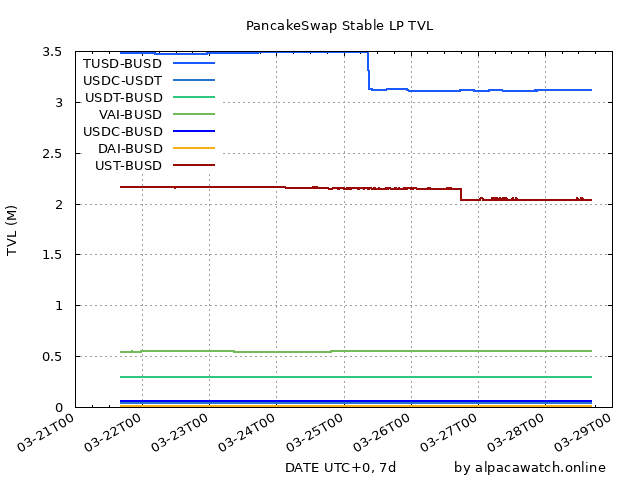 PancakeSwap Stable LP TVL
TVL (M)
3.5
3
2.5
2
1.5
1
0.5
0
TUSD-BUSD
USDC-USDT
USDT-BUSD
VAI-BUSD
USDC-BUSD
DAI-BUSD
UST-BUSD
03-21T00
03-22T00
03-23T00
03-24T00
03-25T00
03-26T00
03-27T00
03-28T00
03-29T00
DATE UTC+0, 7d
by alpacawatch.online